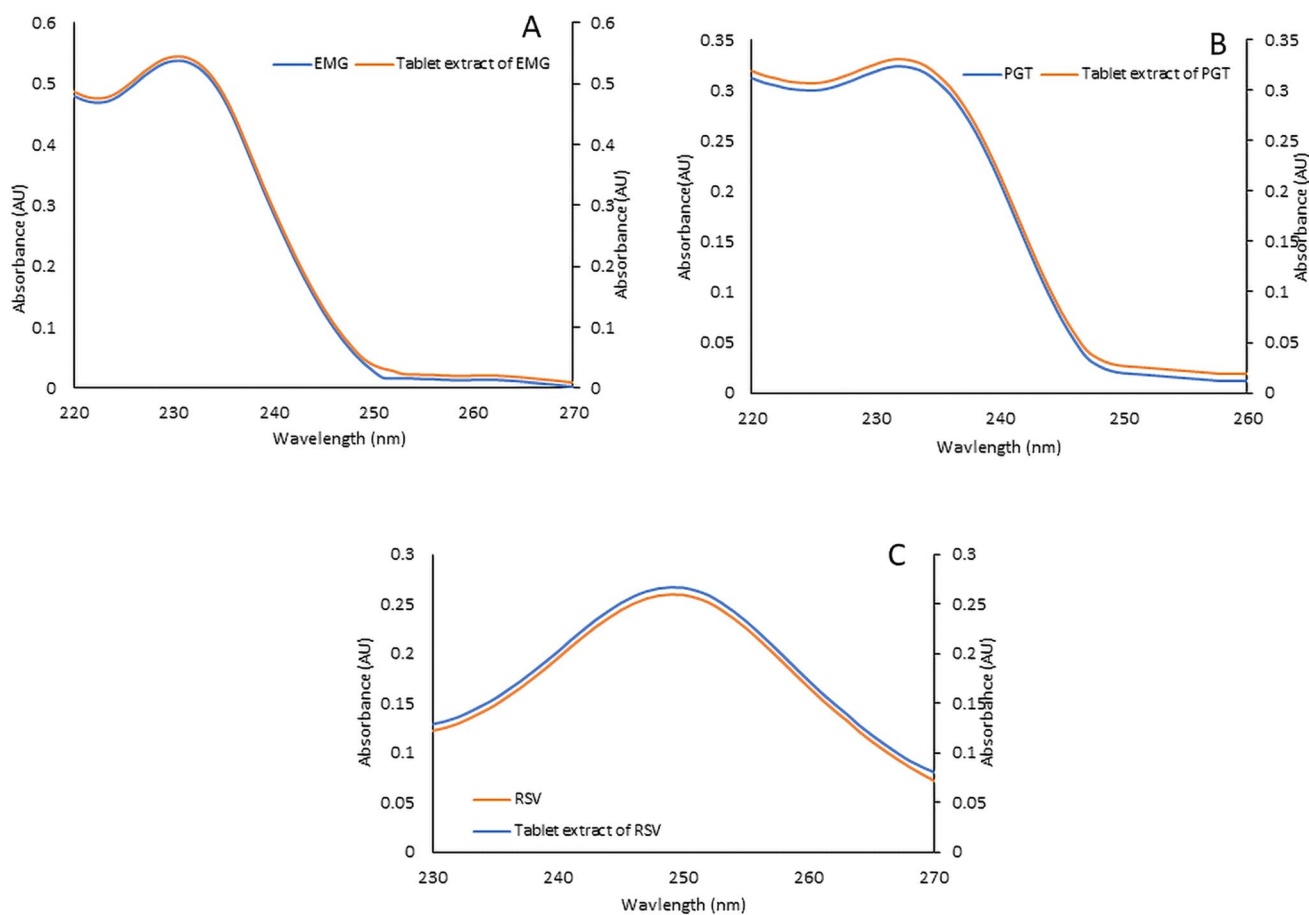 A
0.6 0.6
EMG Tablet extract of EMG
0.5 0.5
0.4 0.4
0.3 0.3
0.2 0.2
0.1 0.1
0 0
220 230 240 250 260 270
Wavelength (nm)
Absorbance (AU)
Absorbance (AU)
B
0.35 0.35
PGT Tablet extract of PGT
0.3 0.3
0.25 0.25
0.2 0.2
0.15 0.15
0.1 0.1
0.05 0.05
0 0
220 230 240 250 260
Wavlength (nm)
Absorbance(AU)
Absorbance (AU)
C
0.3 0.3
0.25 0.25
0.2 0.2
0.15 0.15
0.1 0.1
0.05 0.05
0 0
RSV
Tablet extract of RSV
230 240 250 260 270
Wavlength (nm)
Absorbance (AU)
Absorbance (AU)